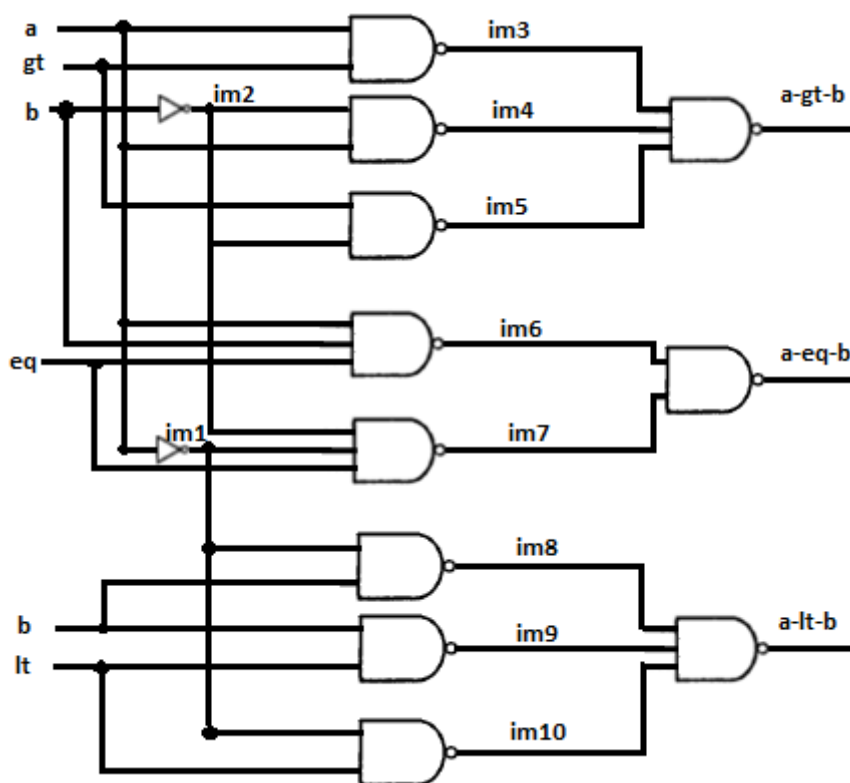 a
im3
gt
im2
a-gt-b
b
im4
im5
im6
a-eq-b
eq
im1
im7
im8
b
im9
a-lt-b
lt
im10